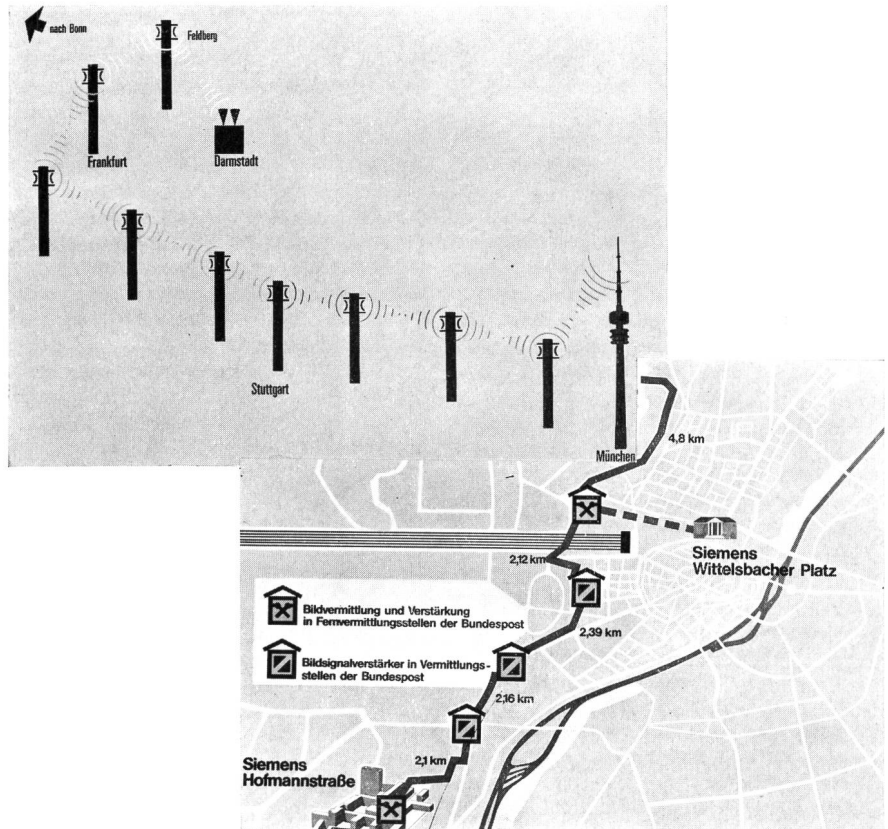 nach Bonn
Feldberg
Frankfurt
Darmstadt
Stuttgart
München
4,8 km
Siemens
Wittelsbacher Platz
2,12 km
Bildvermittlung und Verstärkung
in Fernvermittlungsstellen der Bundespost
2,39 km
Bildsignalverstärker in Vermittlungs-
stellen der Bundespost
2,16 km
2,1 km
Siemens
Hofmannstraße